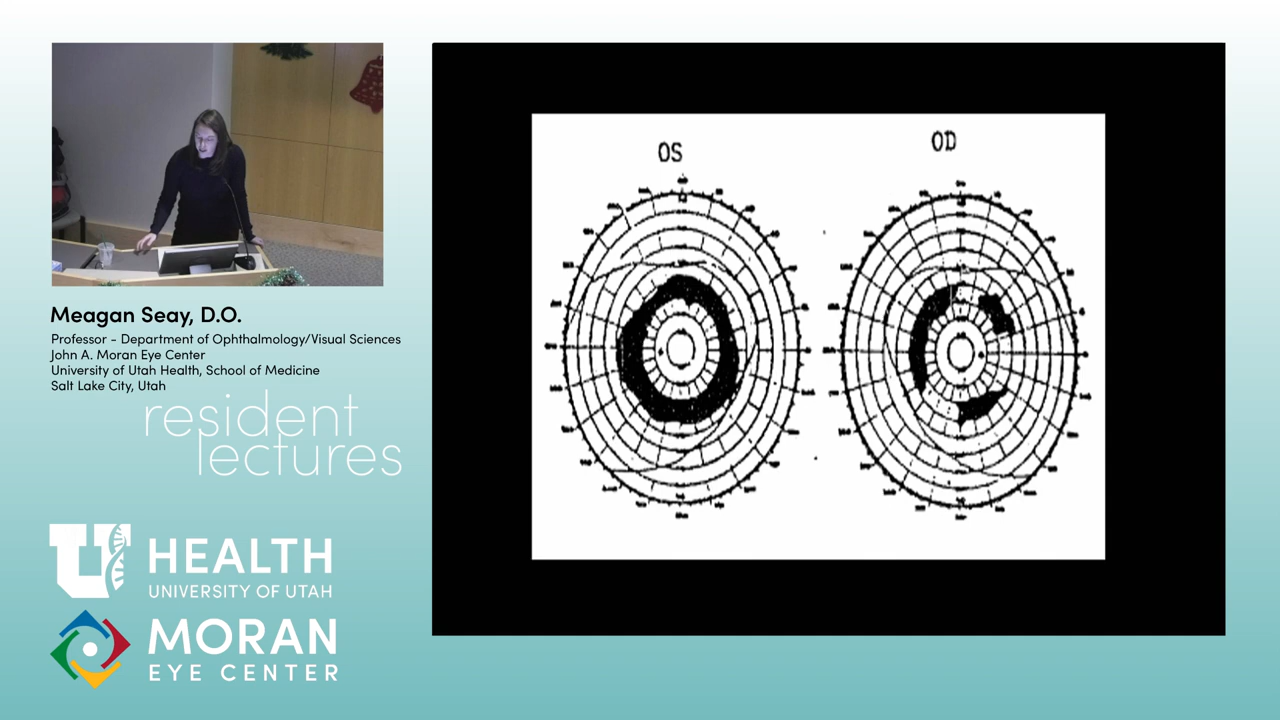 Meagan Seay, D.O.
Professor - Department of Ophthalmology/Visual Sciences
John A. Moran Eye Center
University of Utah Health, School of Medicine
Salt Lake City, Utah
resident
lectures
U HEALTH
UNIVERSITY OF UTAH
MORAN
EYE CENTER
OS
OD